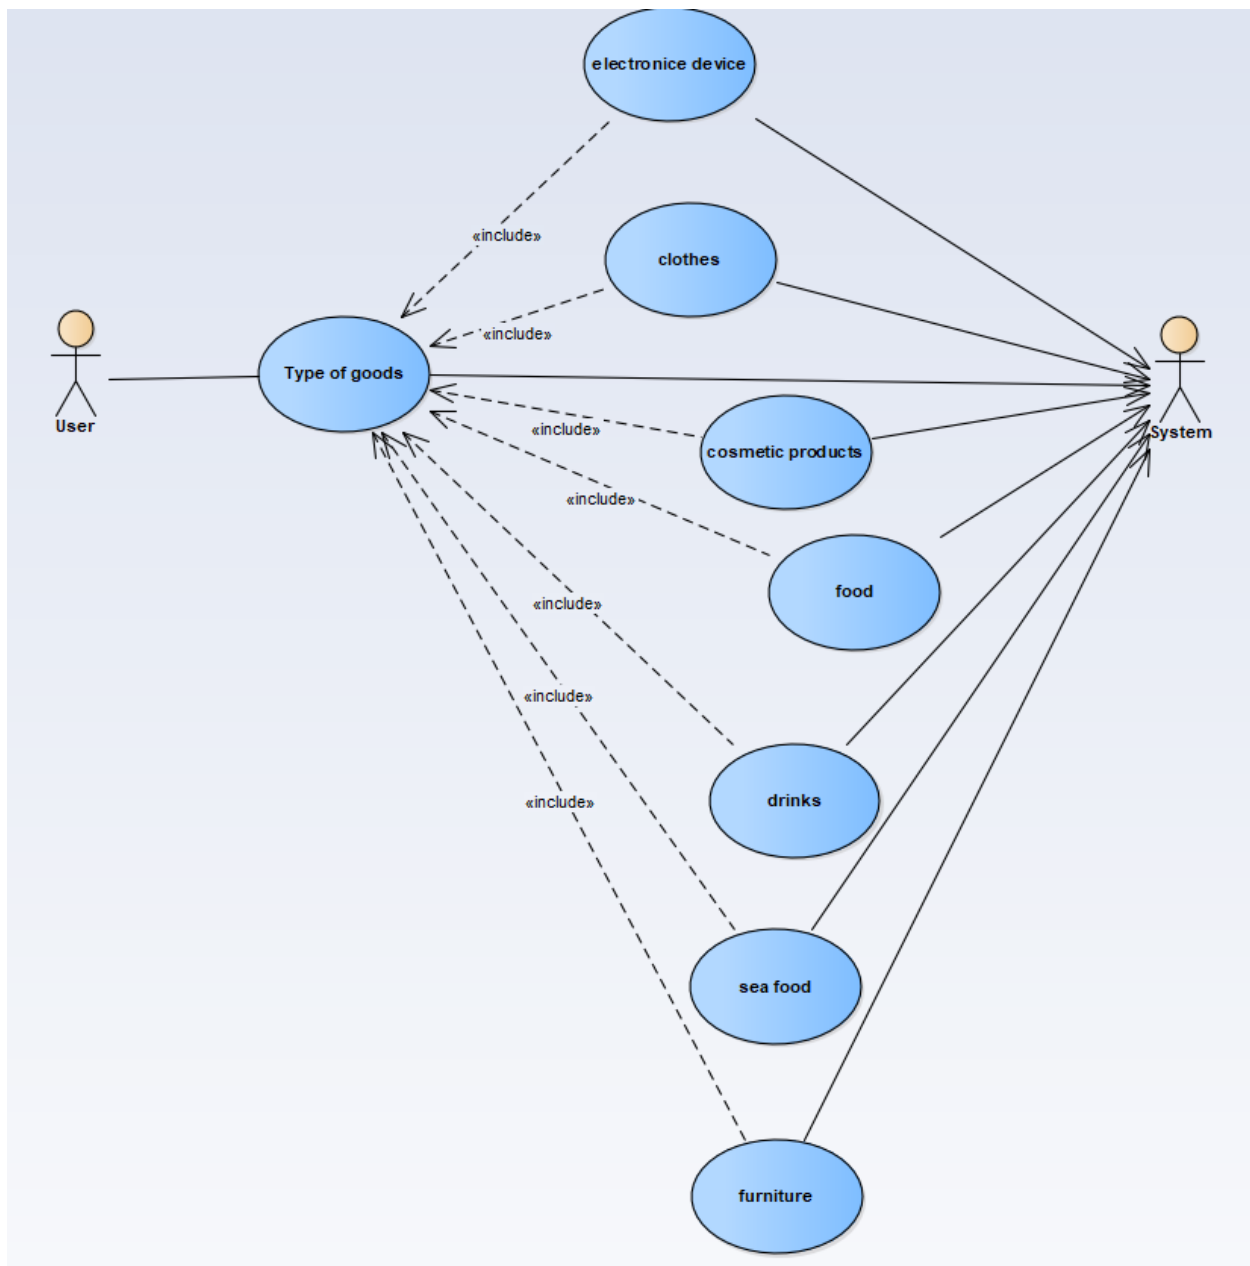 electronice device
«include»
clothes
«include»
Type of goods
User
«include»
System
cosmetic products
«include»
food
«include»
«include»
drinks
«include»
sea food
furniture